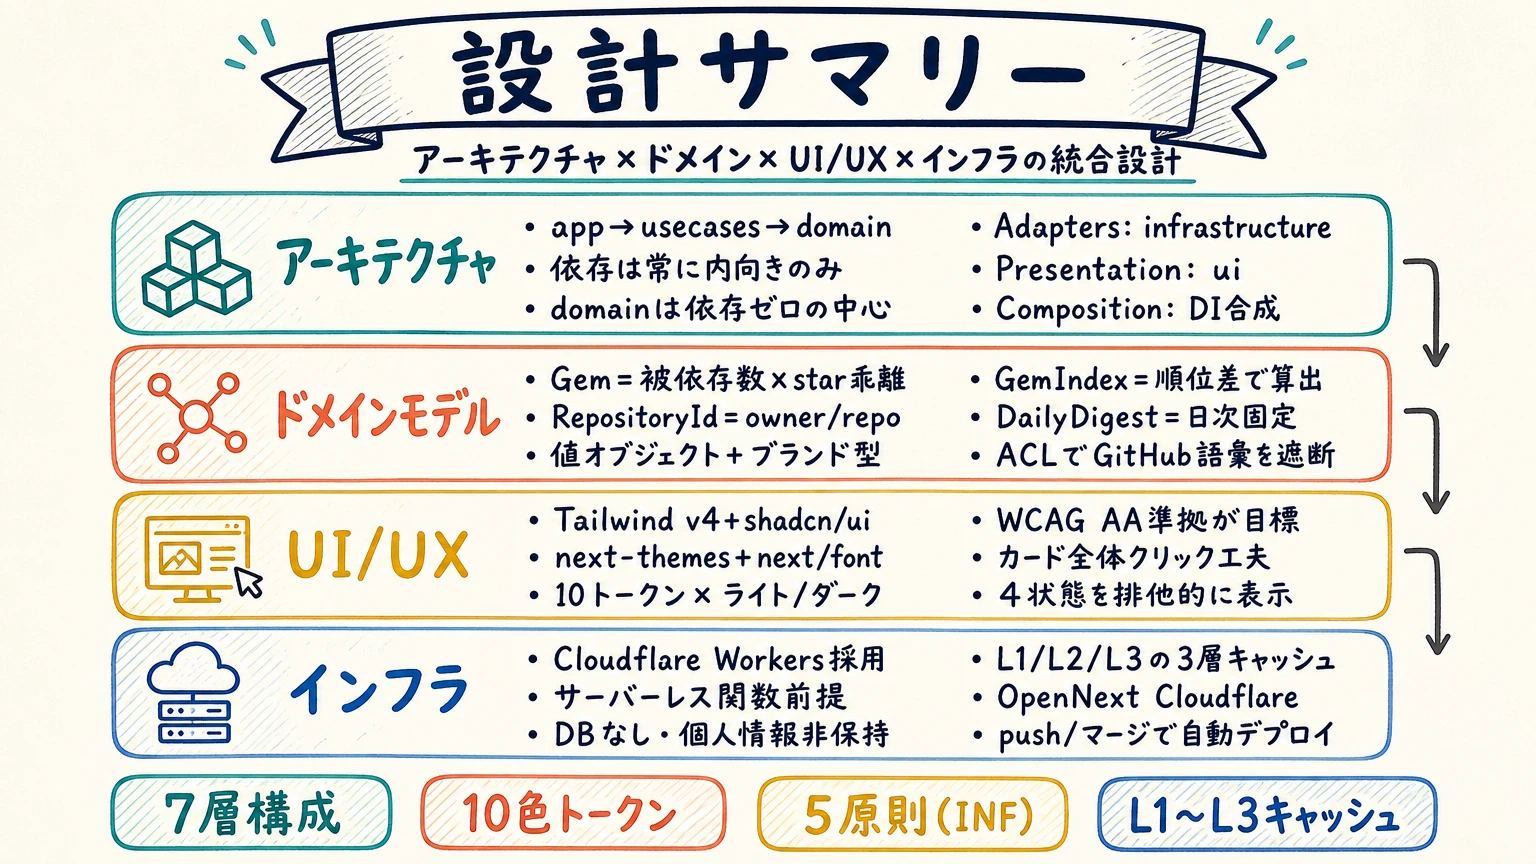 設計サマリー
アーキテクチャ×ドメイン×UI/UX×インフラの統合設計
アーキテクチャ
• app→usecases→domain
• 依存は常に内向きのみ
• domainは依存ゼロの中心
• Adapters: infrastructure
• Presentation: ui
• Composition: DI合成
ドメインモデル
• Gem=被依存数×star乖離
• RepositoryId=owner/repo
• 値オブジェクト+ブランド型
• GemIndex=順位差で算出
• DailyDigest=日次固定
• ACLでGitHub語彙を遮断
UI/UX
• Tailwind v4+shadcn/ui
• next-themes+next/font
• 10トークン×ライト/ダーク
• WCAG AA準拠が目標
• カード全体クリック工夫
• 4状態を排他的に表示
インフラ
• Cloudflare Workers採用
• サーバーレス関数前提
• DBなし・個人情報非保持
• L1/L2/L3の3層キャッシュ
• OpenNext Cloudflare
• push/マージで自動デプロイ
7層構成
10色トークン
5原則(INF)
L1〜L3キャッシュ